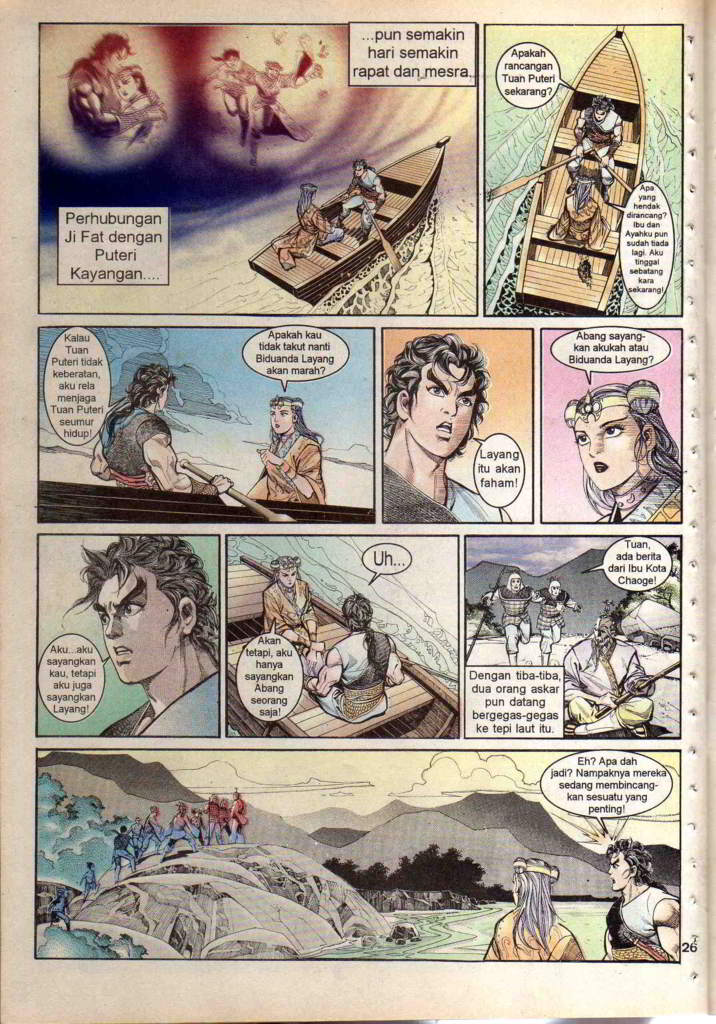 Perhubungan
Ji Fat dengan
Puteri
Kayangan....
...pun semakin
hari semakin
rapat dan mesra...
Apakah
rancangan
Tuan Puteri
sekarang?
Apa
yang
hendak
dirancang?
Ibu dan
Ayahku pun
sudah tiada
lagi. Aku
tinggal
sebatang
kara
sekarang!
Kalau
Tuan
Puteri tidak
keberatan,
aku rela
menjaga
Tuan Puteri
seumur
hidup!
Apakah kau
tidak takut nanti
Biduanda Layang
akan marah?
Layang
itu akan
faham!
Abang sayang-
kan akukah atau
Biduanda Layang?
Aku...aku
sayangkan
kau, tetapi
aku juga
sayangkan
Layang!
Uh...
Akan
tetapi, aku
hanya
sayangkan
Abang
seorang
saja!
Tuan,
ada berita
dari Ibu Kota
Chaoge!
Dengan tiba-tiba,
dua orang askar
pun datang
bergegas-gegas
ke tepi laut itu.
Eh? Apa dah
jadi? Nampaknya mereka
sedang membincang-
kan sesuatu yang
penting!
26